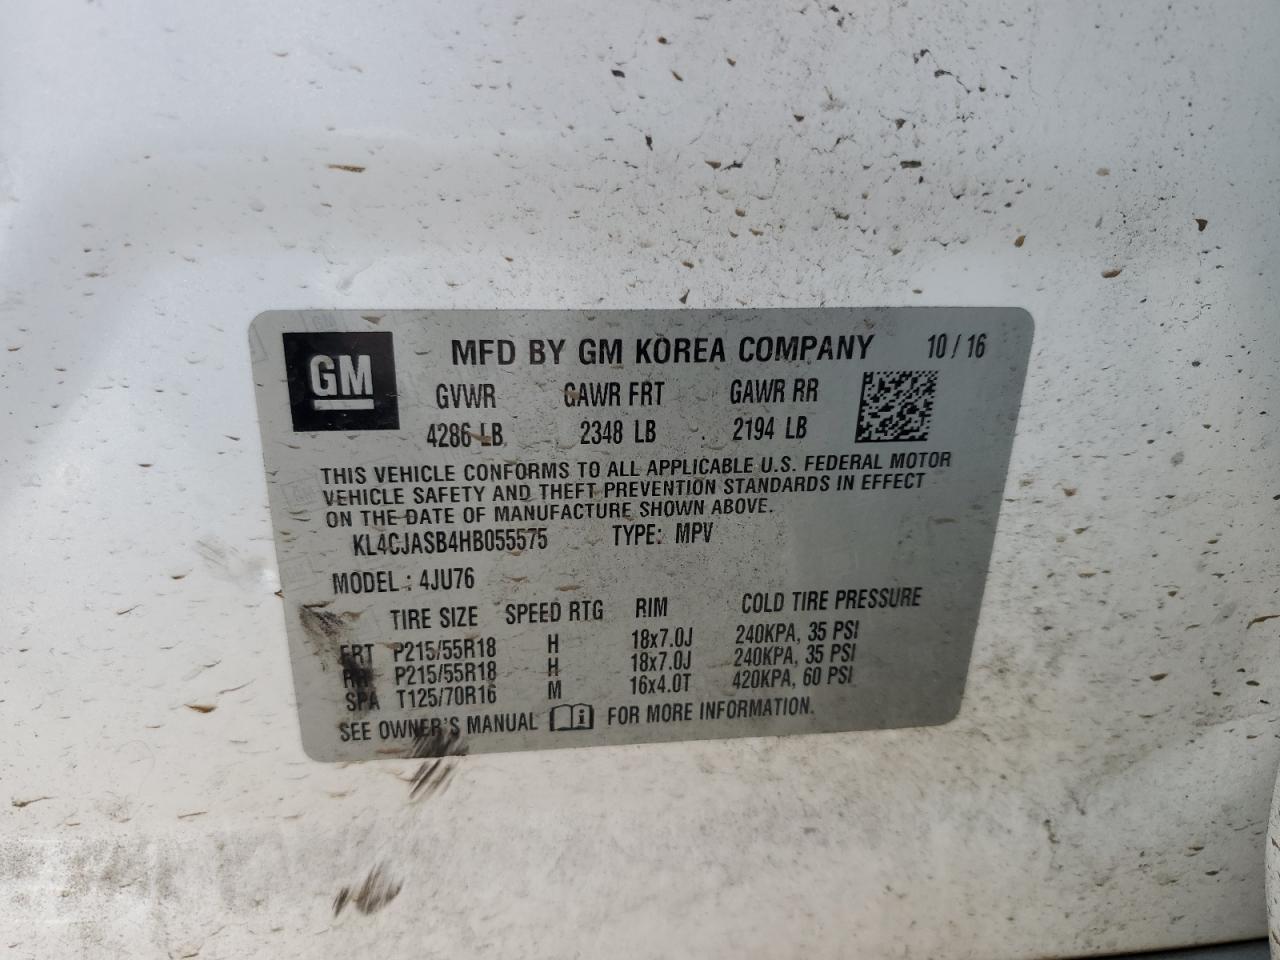 GM
MFD BY GM KOREA COMPANY 10 / 16
GVWR GAWR FRT GAWR RR
4286 LB 2348 LB 2194 LB
THIS VEHICLE CONFORMS TO ALL APPLICABLE U.S. FEDERAL MOTOR
VEHICLE SAFETY AND THEFT PREVENTION STANDARDS IN EFFECT
ON THE DATE OF MANUFACTURE SHOWN ABOVE.
KL4CJASB4HB055575 TYPE: MPV
MODEL : 4JU76
TIRE SIZE SPEED RTG RIM COLD TIRE PRESSURE
FRT P215/55R18 H 18x7.0J 240KPA, 35 PSI
RR P215/55R18 H 18x7.0J 240KPA, 35 PSI
SPA T125/70R16 M 16x4.0T 420KPA, 60 PSI
SEE OWNER'S MANUAL FOR MORE INFORMATION.